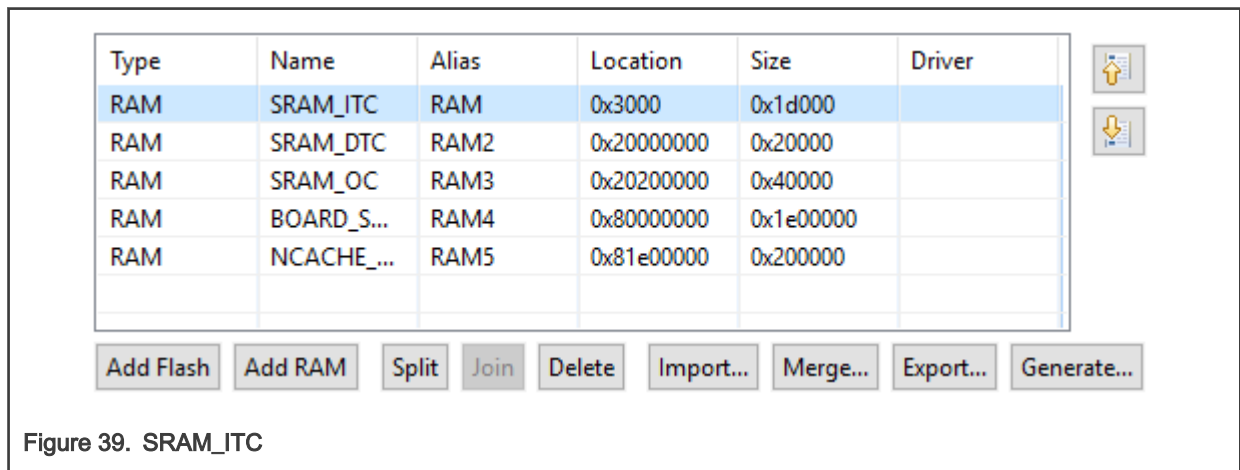 Type Name Alias Location Size Driver
RAM SRAM_ITC RAM 0x3000 0x1d000
RAM SRAM_DTC RAM2 0x20000000 0x20000
RAM SRAM_OC RAM3 0x20200000 0x40000
RAM BOARD_S... RAM4 0x80000000 0x1e00000
RAM NCACHE_... RAM5 0x81e00000 0x200000
Add Flash Add RAM Split Join Delete Import... Merge... Export... Generate...
Figure 39. SRAM_ITC